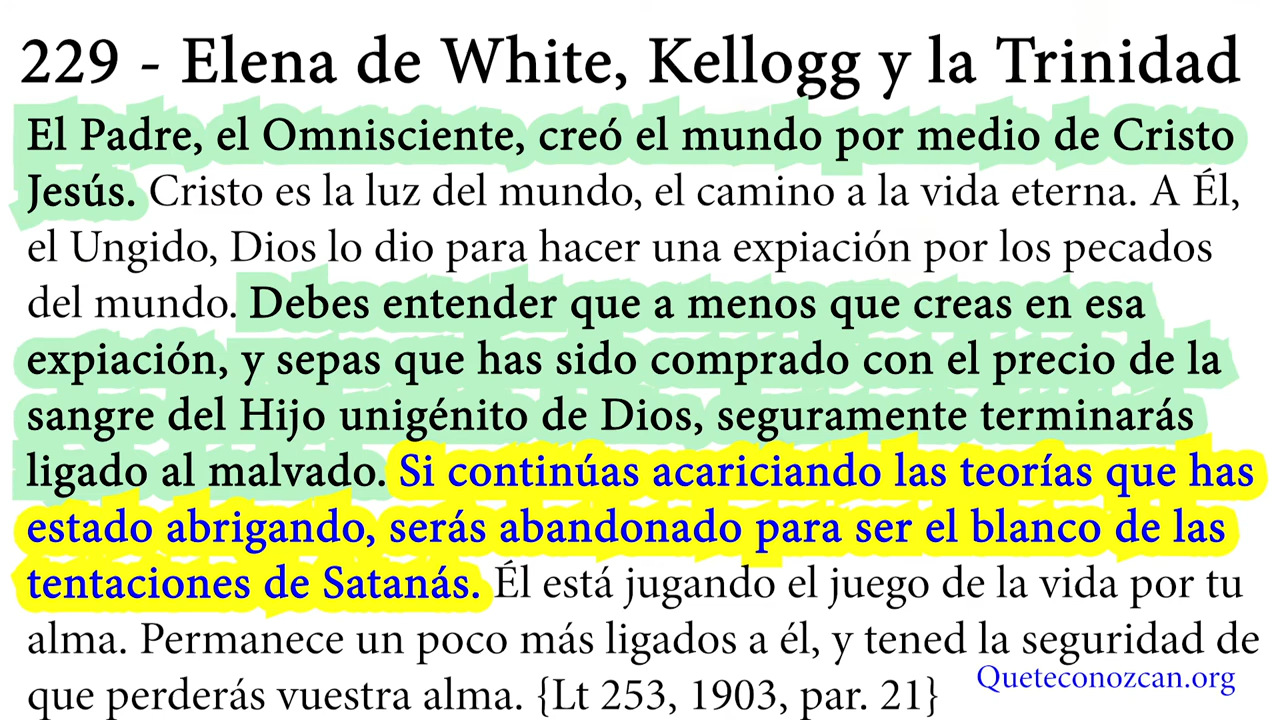 229 - Elena de White, Kellogg y la Trinidad
El Padre, el Omnisciente, creó el mundo por medio de Cristo
Jesús. Cristo es la luz del mundo, el camino a la vida eterna. A Él,
el Ungido, Dios lo dio para hacer una expiación por los pecados
del mundo. Debes entender que a menos que creas en esa
expiación, y sepas que has sido comprado con el precio de la
sangre del Hijo unigénito de Dios, seguramente terminarás
ligado al malvado. Si continúas acariciando las teorías que has
estado abrigando, serás abandonado para ser el blanco de las
tentaciones de Satanás. Él está jugando el juego de la vida por tu
alma. Permanece un poco más ligados a él, y tened la seguridad de
que perderás vuestra alma. {Lt 253, 1903, par. 21}
Queteconozcan.org